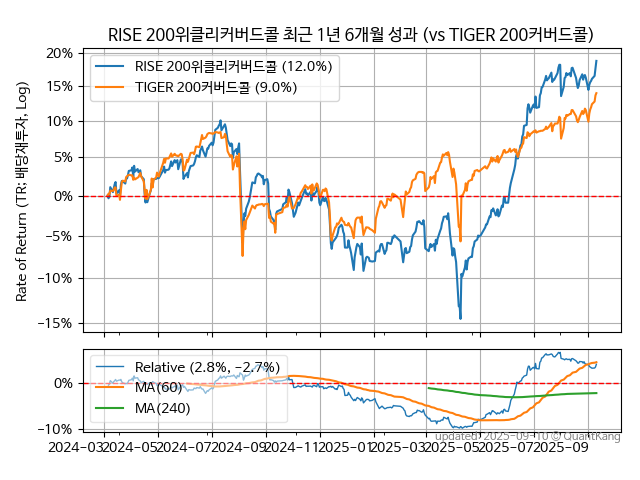 RISE 200위클리커버드콜 최근 1년 6개월 성과 (vs TIGER 200커버드콜)
Rate of Return (TR: 배당재투자, Log)
20%
15%
10%
5%
0%
−5%
−10%
−15%
RISE 200위클리커버드콜 (12.0%)
TIGER 200커버드콜 (9.0%)
0%
−10%
Relative (2.8%, −2.7%)
MA(60)
MA(240)
2024−03 2024−05 2024−07 2024−09 2024−11 2025−01 2025−03 2025−05 2025−07 2025−09
updated: 2025−09−10 © QuantKang